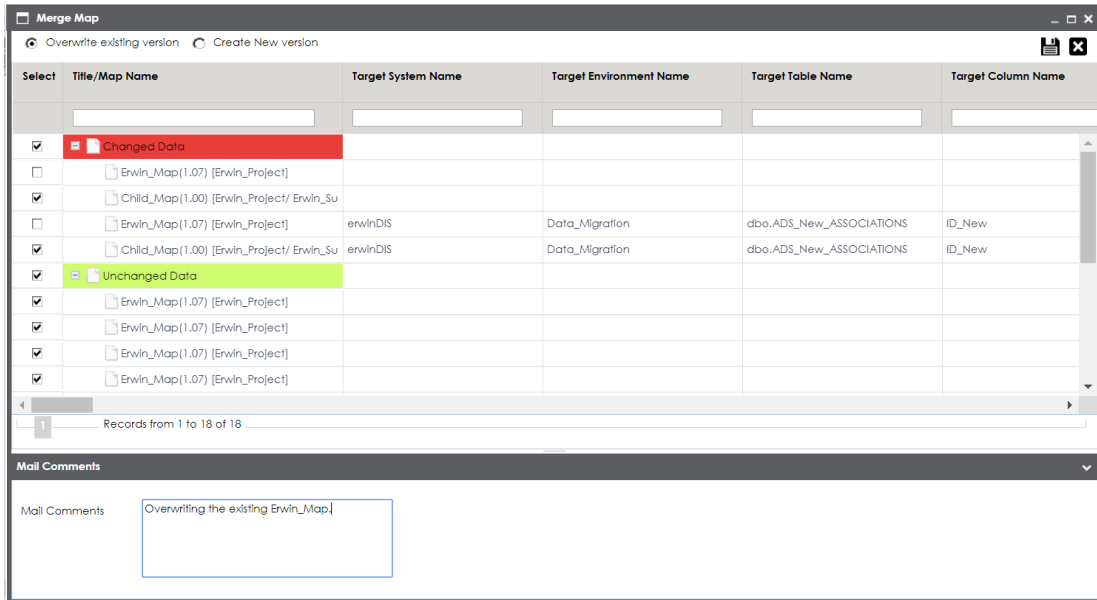 Merge Map
Overwrite existing version Create New version
Select Title/Map Name Target System Name Target Environment Name Target Table Name Target Column Name
Changed Data
Erwin_Map(1.07) [Erwin_Project]
Child_Map(1.00) [Erwin_Project/ Erwin_Su
Erwin_Map(1.07) [Erwin_Project] erwinDIS Data_Migration dbo.ADS_New_ASSOCIATIONS ID_New
Child_Map(1.00) [Erwin_Project/ Erwin_Su erwinDIS Data_Migration dbo.ADS_New_ASSOCIATIONS ID_New
Unchanged Data
Erwin_Map(1.07) [Erwin_Project]
Erwin_Map(1.07) [Erwin_Project]
Erwin_Map(1.07) [Erwin_Project]
Erwin_Map(1.07) [Erwin_Project]
1 Records from 1 to 18 of 18
Mail Comments
Mail Comments Overwriting the existing Erwin_Map.